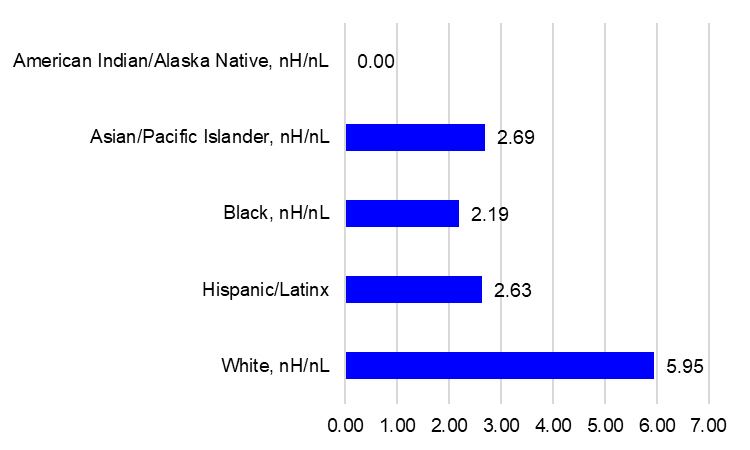 American Indian/Alaska Native, nH/nL 0.00
Asian/Pacific Islander, nH/nL 2.69
Black, nH/nL 2.19
Hispanic/Latinx 2.63
White, nH/nL 5.95
0.00 1.00 2.00 3.00 4.00 5.00 6.00 7.00